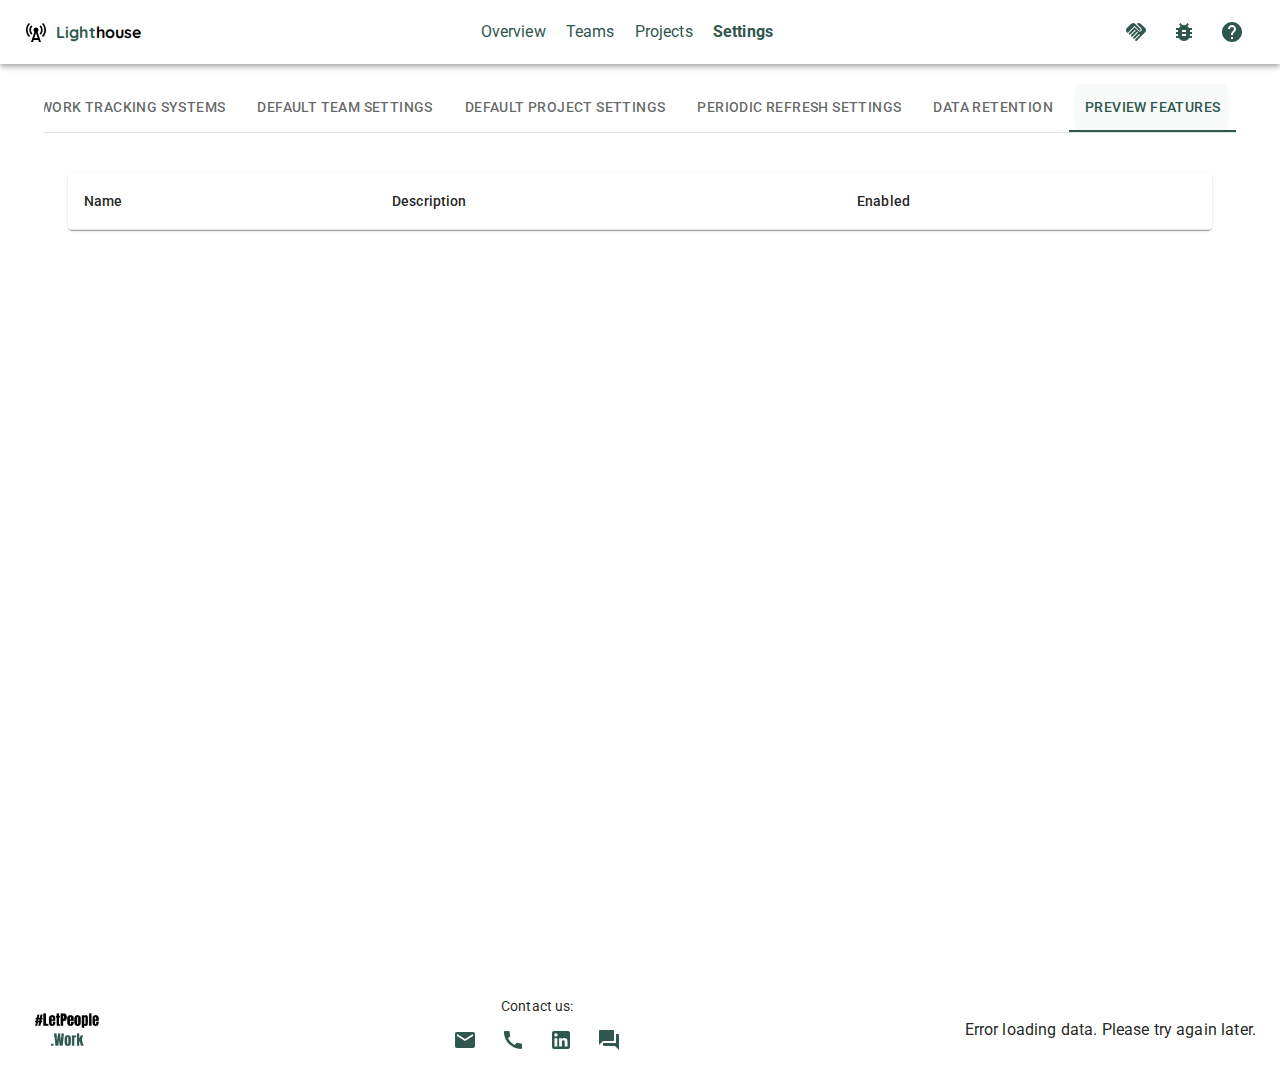 Lighthouse
Overview Teams Projects Settings
WORK TRACKING SYSTEMS DEFAULT TEAM SETTINGS DEFAULT PROJECT SETTINGS PERIODIC REFRESH SETTINGS DATA RETENTION PREVIEW FEATURES
Name Description Enabled
Contact us:
#LetPeople
.Work
Error loading data. Please try again later.